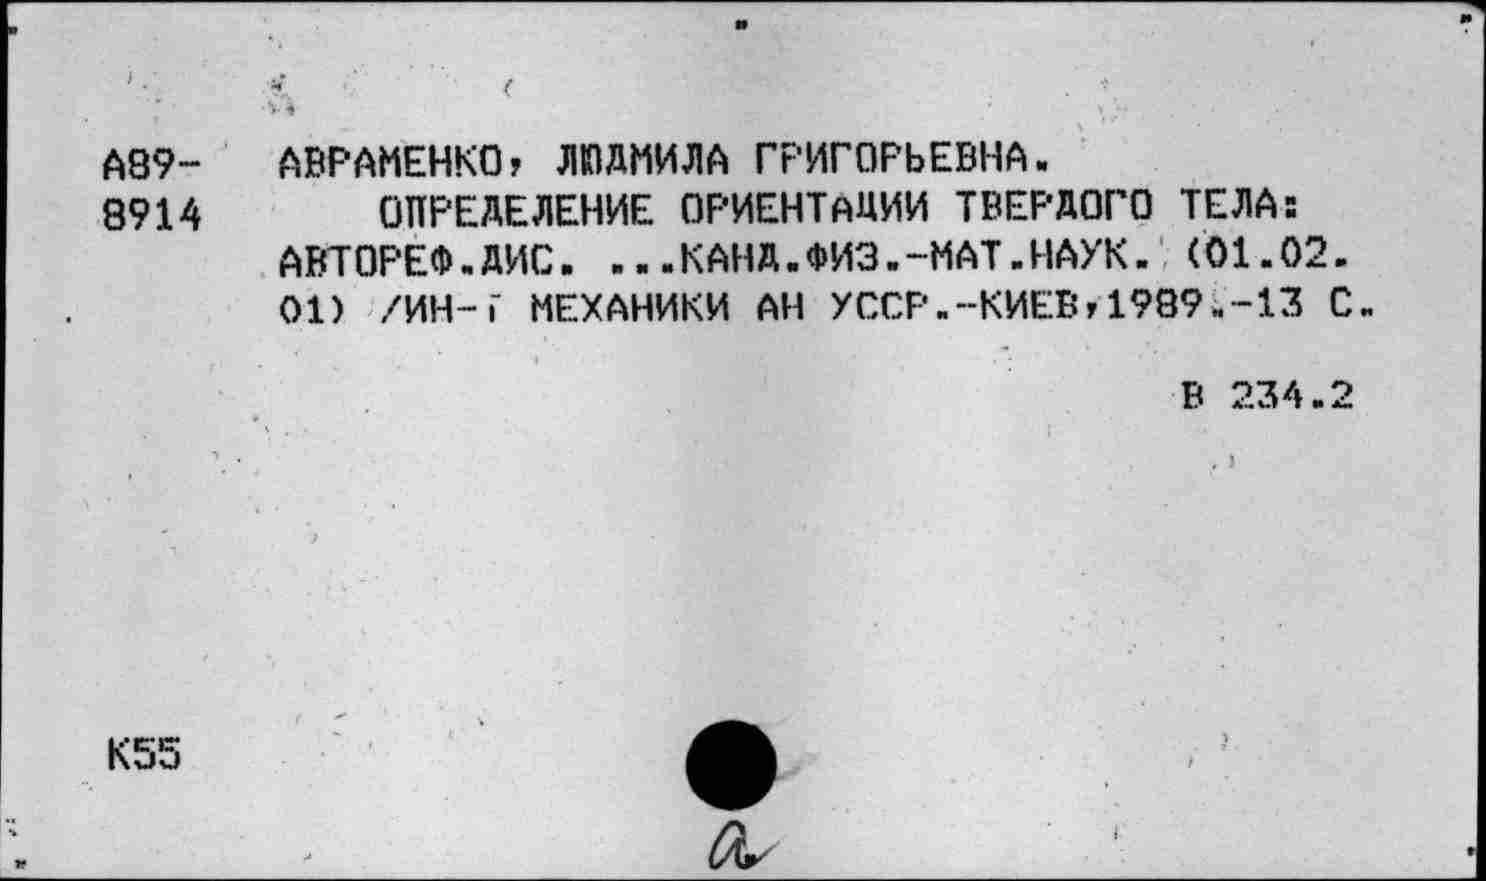 А89- АВРАМЕНКО, ЛЮДМИЛА ГРИГОРЬЕВНА.
8914 ОПРЕДЕЛЕНИЕ ОРИЕНТАЦИИ ТВЕРДОГО ТЕЛА:
АВТОРЕФ.ДИС. ...КАНД.ФИЗ.-МАТ.НАУК. (01.02.
01) /ИН-Т МЕХАНИКИ АН УССР.-КИЕВ,1989.-13 С.
В 234.2
К55